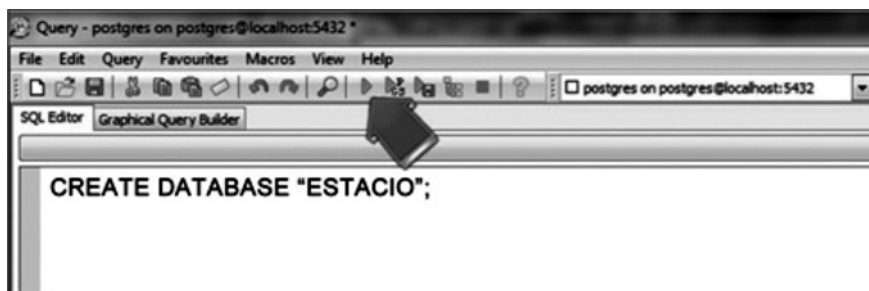 Query - postgres on postgres@localhost:5432 *
File Edit Query Favourites Macros View Help
postgres on postgres@localhost:5432
SQL Editor Graphical Query Builder
CREATE DATABASE “ESTACIO”;